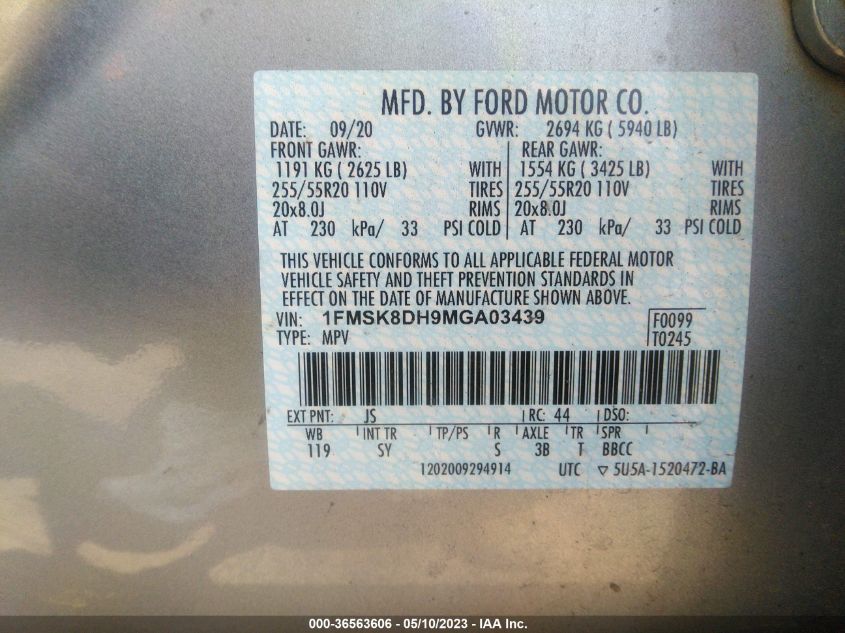 MFD. BY FORD MOTOR CO.
DATE: 09/20 GVWR: 2694 KG ( 5940 LB)
FRONT GAWR: REAR GAWR:
1191 KG ( 2625 LB) WITH 1554 KG ( 3425 LB) WITH
255/55R20 110V TIRES 255/55R20 110V TIRES
20x8.0J RIMS 20x8.0J RIMS
AT 230 kPa/ 33 PSI COLD AT 230 kPa/ 33 PSI COLD
THIS VEHICLE CONFORMS TO ALL APPLICABLE FEDERAL MOTOR
VEHICLE SAFETY AND THEFT PREVENTION STANDARDS IN
EFFECT ON THE DATE OF MANUFACTURE SHOWN ABOVE.
VIN: 1FMSK8DH9MGA03439 F0099
TYPE: MPV T0245
EXT PNT: JS RC: 44 DSO:
WB INT TR TP/PS R AXLE TR SPR
119 SY S 3B T BBCC
1202009294914 UTC ▽ 5U5A-1520472-BA
000-36563606 - 05/10/2023 - IAA Inc.